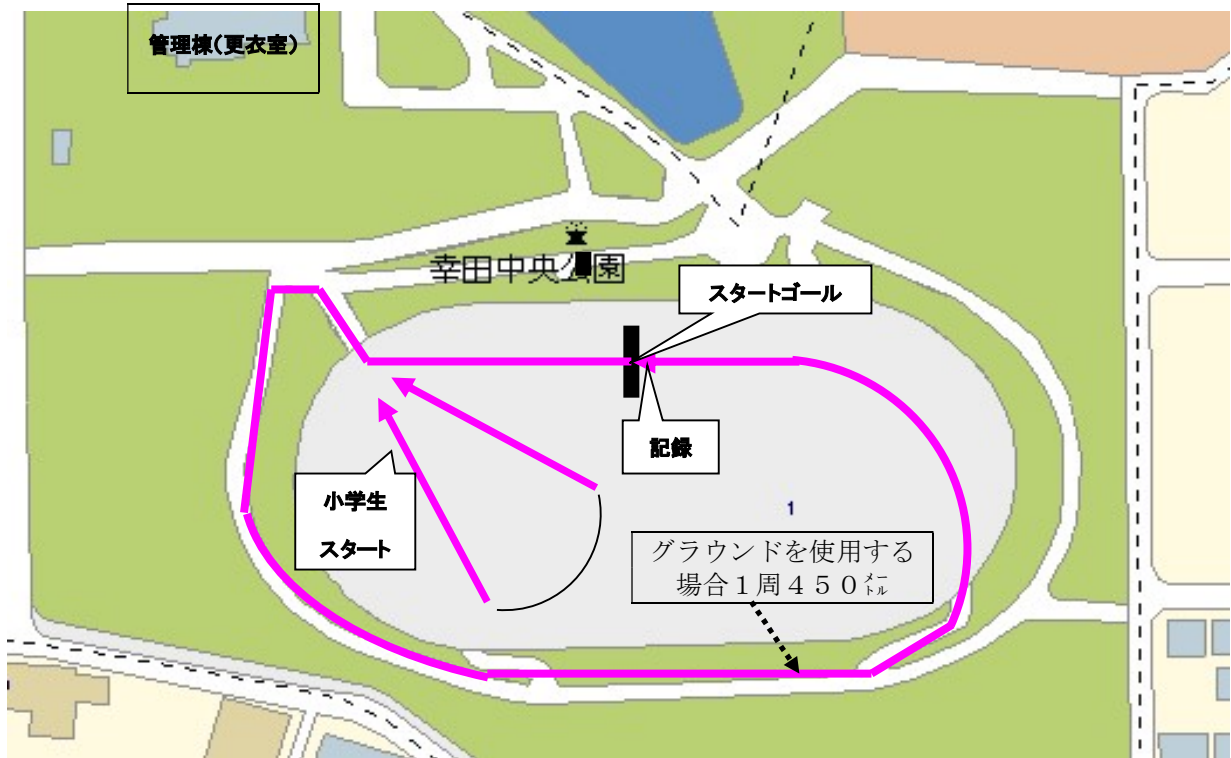 管理棟(更衣室)
幸田中央公園
スタートゴール
記録
小学生
スタート
1
グラウンドを使用する
場合1周450メートル